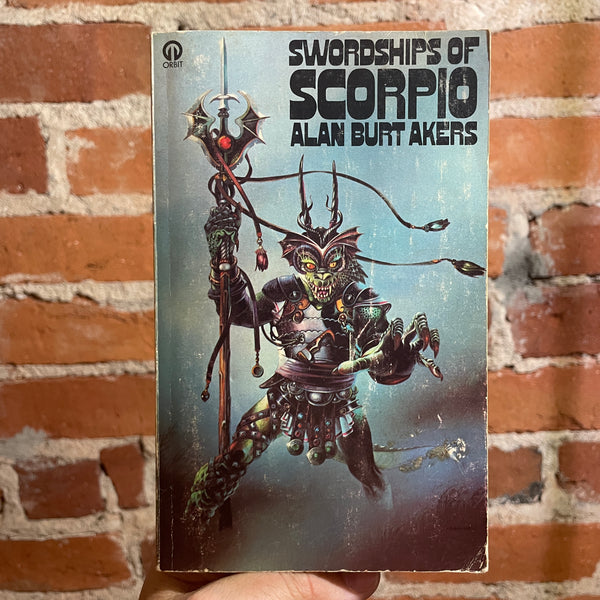 ORBIT
SWORDSHIPS OF
SCORPIO
ALAN BURT AKERS